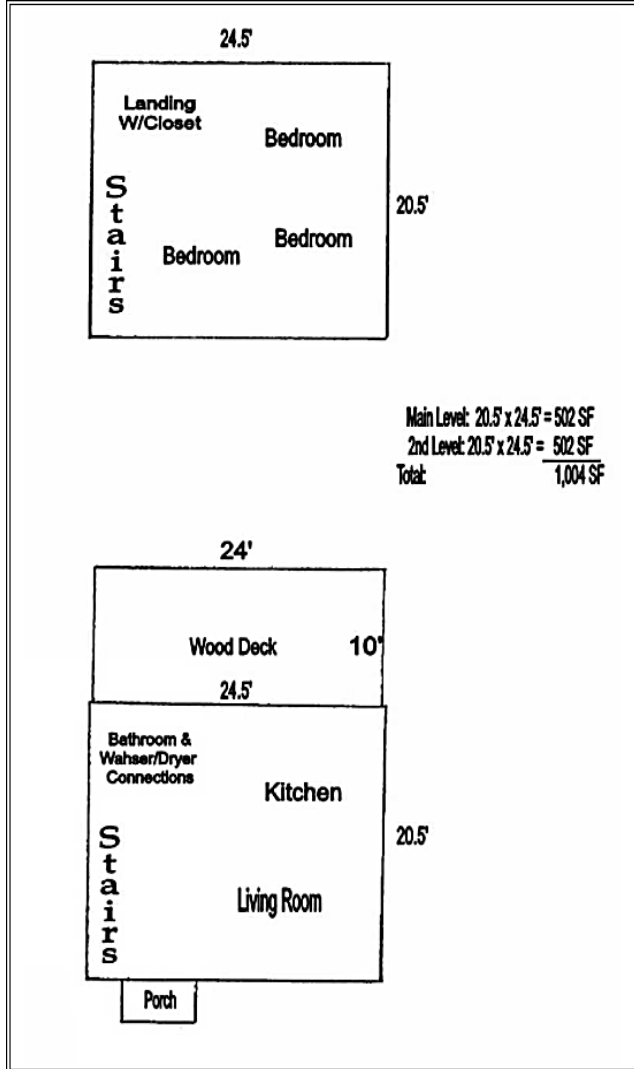 24.5'
Landing
W/Closet
Bedroom
Stairs
20.5'
Bedroom
Bedroom
Main Level: 20.5' x 24.5' = 502 SF
2nd Level: 20.5' x 24.5' = 502 SF
Total: 1,004 SF
24'
Wood Deck
10'
24.5'
Bathroom &
Wahser/Dryer
Connections
Kitchen
Stairs
20.5'
Living Room
Porch